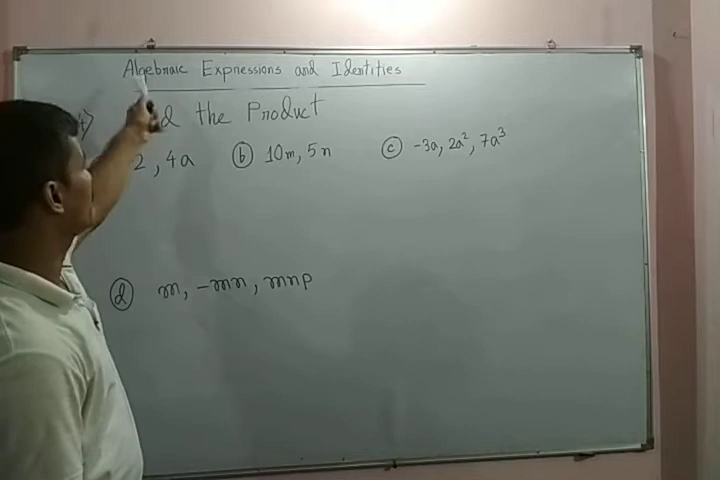 Algebraic Expressions and Identities
the Product
2, 4a (b) 10m, 5n (c) -3a, 2a², 7a³
(d) m, -mn, mnp